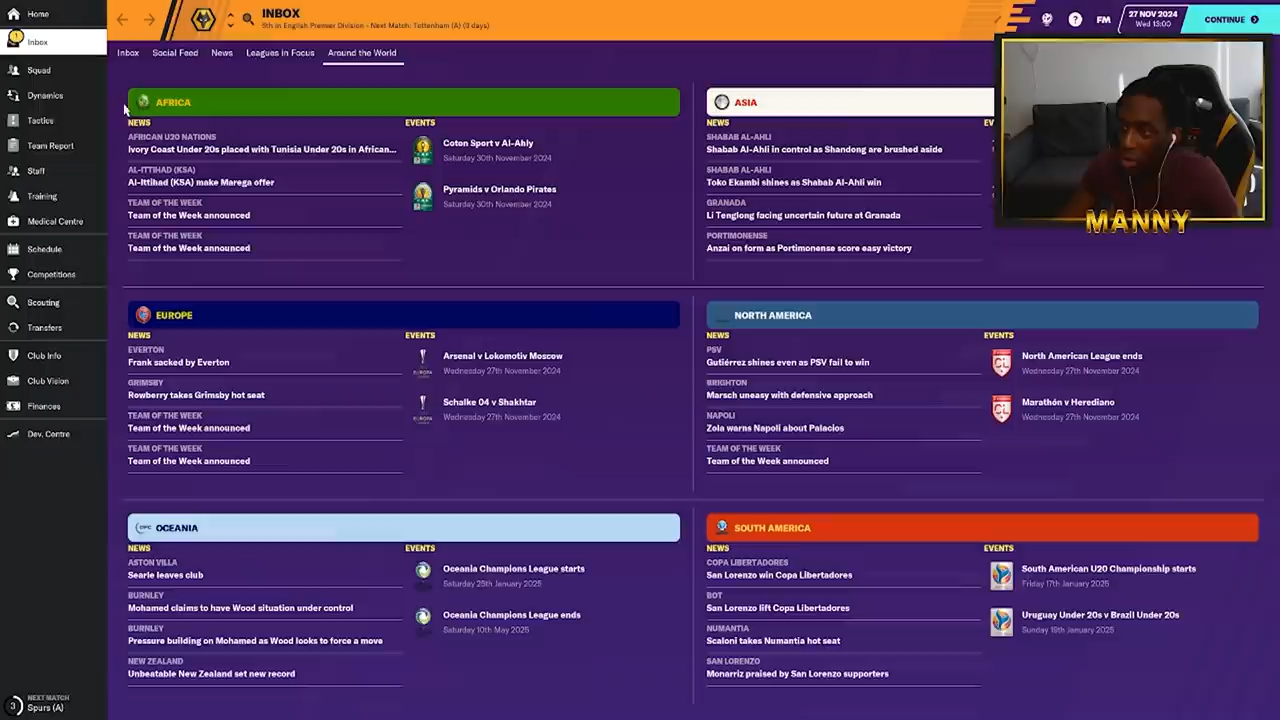 Home
INBOX
5th in English Premier Division - Next Match: Tottenham (A) (3 days)
FM
27 NOV 2024
Wed 13:00
CONTINUE
Inbox
Inbox
Social Feed
News
Leagues in Focus
Around the World
Squad
Dynamics
Tactics
Team Report
Staff
Training
Medical Centre
Schedule
Competitions
Scouting
Transfers
Club Info
Club Vision
Finances
Dev. Centre
3
NEXT MATCH
Spurs (A)
AFRICA
NEWS
AFRICAN U20 NATIONS
Ivory Coast Under 20s placed with Tunisia Under 20s in African...
AL-ITTIHAD (KSA)
Al-Ittihad (KSA) make Marega offer
TEAM OF THE WEEK
Team of the Week announced
TEAM OF THE WEEK
Team of the Week announced
EVENTS
Coton Sport v Al-Ahly
Saturday 30th November 2024
Pyramids v Orlando Pirates
Saturday 30th November 2024
ASIA
NEWS
SHABAB AL-AHLI
Shabab Al-Ahli in control as Shandong are brushed aside
SHABAB AL-AHLI
Toko Ekambi shines as Shabab Al-Ahli win
GRANADA
Li Tenglong facing uncertain future at Granada
PORTIMONENSE
Anzai on form as Portimonense score easy victory
MANNY
EUROPE
NEWS
EVERTON
Frank sacked by Everton
GRIMSBY
Rowberry takes Grimsby hot seat
TEAM OF THE WEEK
Team of the Week announced
TEAM OF THE WEEK
Team of the Week announced
EVENTS
Arsenal v Lokomotiv Moscow
Wednesday 27th November 2024
Schalke 04 v Shakhtar
Wednesday 27th November 2024
NORTH AMERICA
NEWS
PSV
Gutiérrez shines even as PSV fail to win
BRIGHTON
Marsch uneasy with defensive approach
NAPOLI
Zola warns Napoli about Palacios
TEAM OF THE WEEK
Team of the Week announced
EVENTS
North American League ends
Wednesday 27th November 2024
Marathón v Herediano
Wednesday 27th November 2024
OCEANIA
NEWS
ASTON VILLA
Searle leaves club
BURNLEY
Mohamed claims to have Wood situation under control
BURNLEY
Pressure building on Mohamed as Wood looks to force a move
NEW ZEALAND
Unbeatable New Zealand set new record
EVENTS
Oceania Champions League starts
Saturday 25th January 2025
Oceania Champions League ends
Saturday 10th May 2025
SOUTH AMERICA
NEWS
COPA LIBERTADORES
San Lorenzo win Copa Libertadores
BOT
San Lorenzo lift Copa Libertadores
NUMANTIA
Scaloni takes Numantia hot seat
SAN LORENZO
Monarriz praised by San Lorenzo supporters
EVENTS
South American U20 Championship starts
Friday 17th January 2025
Uruguay Under 20s v Brazil Under 20s
Sunday 19th January 2025